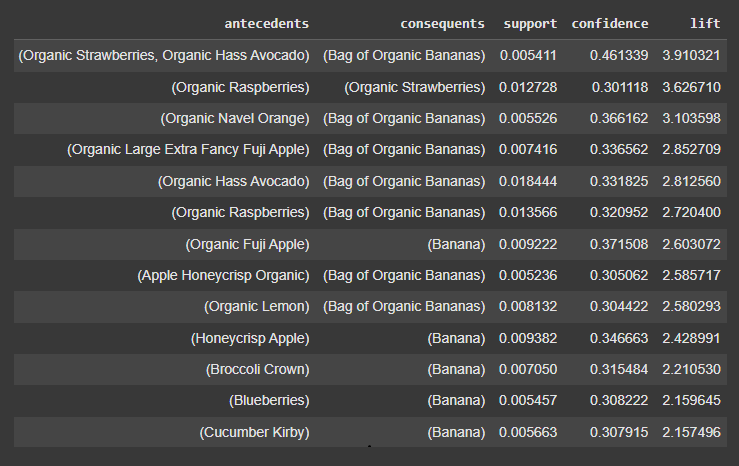 antecedents consequents support confidence lift
(Organic Strawberries, Organic Hass Avocado) (Bag of Organic Bananas) 0.005411 0.461339 3.910321
(Organic Raspberries) (Organic Strawberries) 0.012728 0.301118 3.626710
(Organic Navel Orange) (Bag of Organic Bananas) 0.005526 0.366162 3.103598
(Organic Large Extra Fancy Fuji Apple) (Bag of Organic Bananas) 0.007416 0.336562 2.852709
(Organic Hass Avocado) (Bag of Organic Bananas) 0.018444 0.331825 2.812560
(Organic Raspberries) (Bag of Organic Bananas) 0.013566 0.320952 2.720400
(Organic Fuji Apple) (Banana) 0.009222 0.371508 2.603072
(Apple Honeycrisp Organic) (Bag of Organic Bananas) 0.005236 0.305062 2.585717
(Organic Lemon) (Bag of Organic Bananas) 0.008132 0.304422 2.580293
(Honeycrisp Apple) (Banana) 0.009382 0.346663 2.428991
(Broccoli Crown) (Banana) 0.007050 0.315484 2.210530
(Blueberries) (Banana) 0.005457 0.308222 2.159645
(Cucumber Kirby) (Banana) 0.005663 0.307915 2.157496